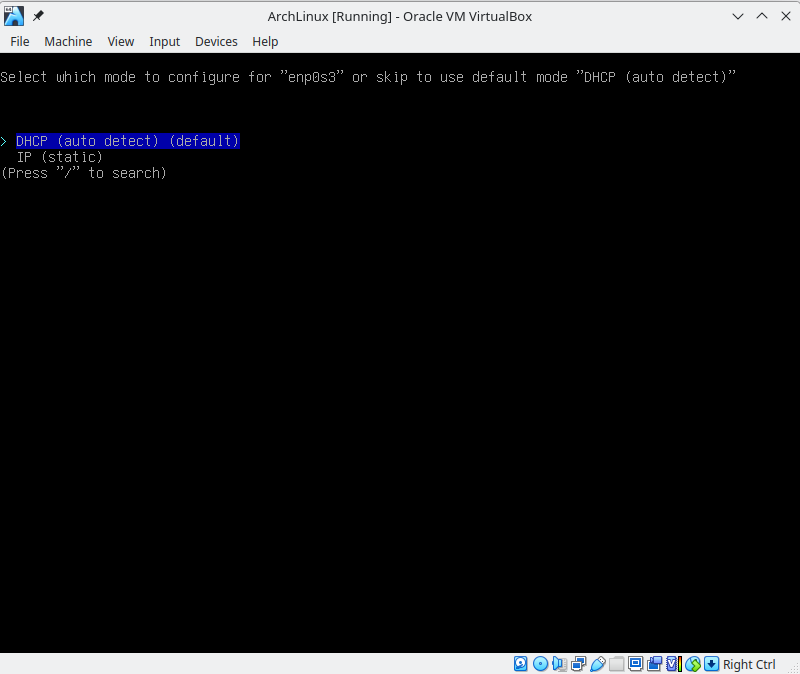 ArchLinux [Running] - Oracle VM VirtualBox
File Machine View Input Devices Help
Select which mode to configure for ”enp0s3” or skip to use default mode ”DHCP (auto detect)”
> DHCP (auto detect) (default)
IP (static)
(Press ”/” to search)
Right Ctrl